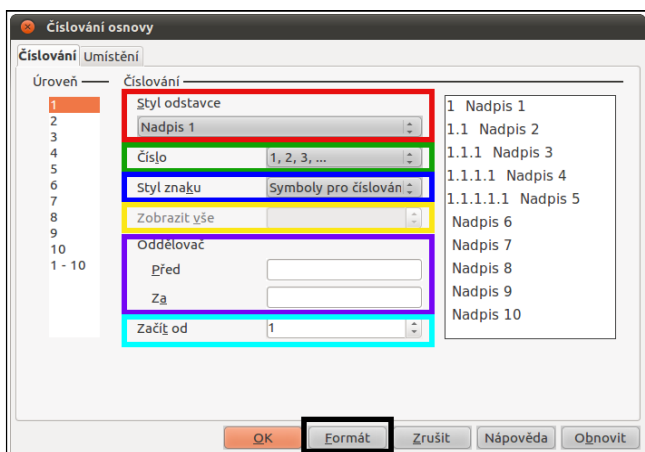 Číslování osnovy
Číslování Umístění
Úroveň
1
2
3
4
5
6
7
8
9
10
1 - 10
Číslování
Styl odstavce
Nadpis 1
Číslo 1, 2, 3, ...
Styl znaku Symboly pro číslován
Zobrazit vše
Oddělovač
Před
Za
Začít od 1
1 Nadpis 1
1.1 Nadpis 2
1.1.1 Nadpis 3
1.1.1.1 Nadpis 4
1.1.1.1.1 Nadpis 5
Nadpis 6
Nadpis 7
Nadpis 8
Nadpis 9
Nadpis 10
OK Formát Zrušit Nápověda Obnovit